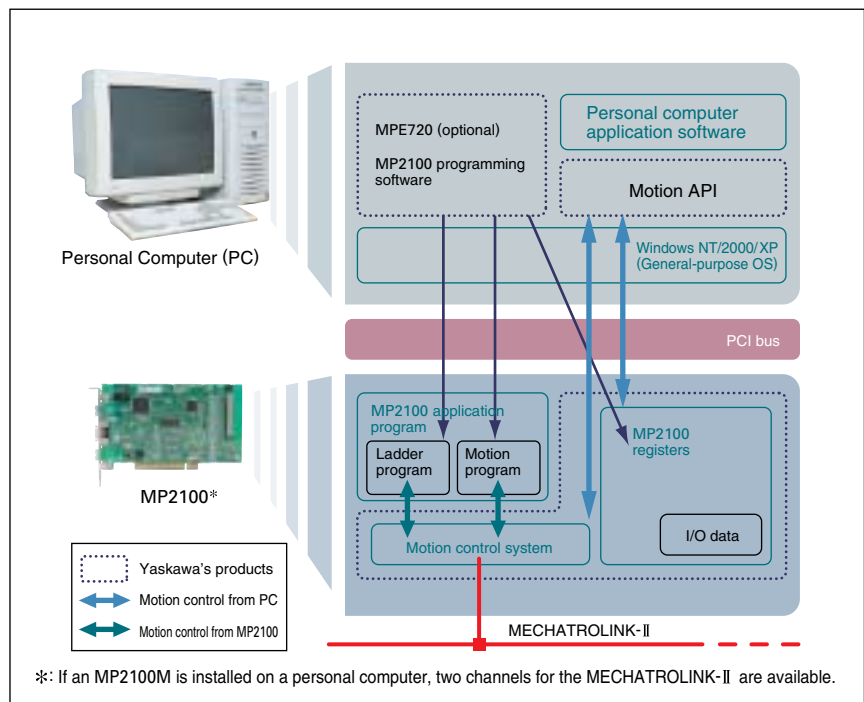 MPE720 (optional)
MP2100 programming
software
Personal computer
application software
Motion API
Windows NT/2000/XP
(General-purpose OS)
Personal Computer (PC)
PCI bus
MP2100 application
program
Ladder
program
Motion
program
MP2100
registers
I/O data
Motion control system
MP2100*
Yaskawa's products
Motion control from PC
Motion control from MP2100
MECHATROLINK-Ⅱ
*: If an MP2100M is installed on a personal computer, two channels for the MECHATROLINK-Ⅱ are available.